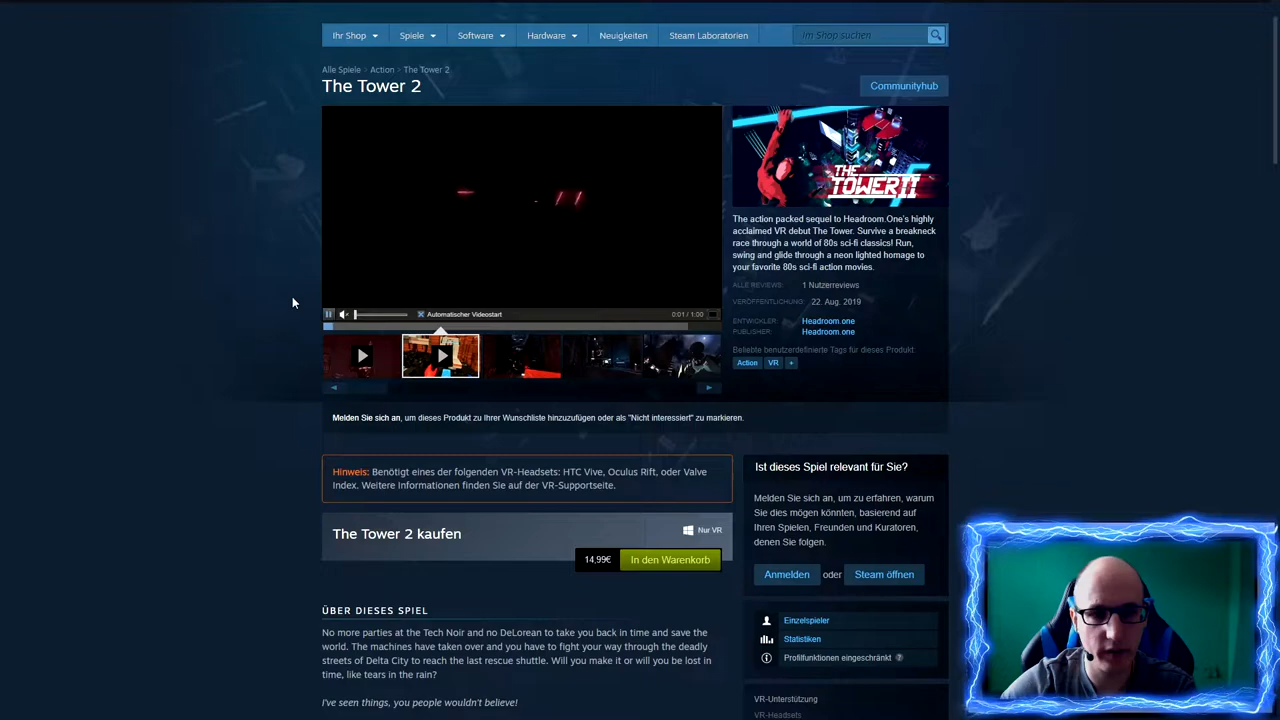 Ihr Shop
Spiele
Software
Hardware
Neuigkeiten
Steam Laboratorien
Im Shop suchen
Alle Spiele > Action > The Tower 2
The Tower 2
Communityhub
THE
TOWER II
The action packed sequel to Headroom.One's highly
acclaimed VR debut The Tower. Survive a breakneck
race through a world of 80s sci-fi classics! Run,
swing and glide through a neon lighted homage to
your favorite 80s sci-fi action movies.
ALLE REVIEWS: 1 Nutzerreviews
VERÖFFENTLICHUNG: 22. Aug. 2019
ENTWICKLER: Headroom.one
PUBLISHER: Headroom.one
Beliebte benutzerdefinierte Tags für dieses Produkt:
Action
VR
+
Automatischer Videostart
0:01 / 1:00
Melden Sie sich an, um dieses Produkt zu Ihrer Wunschliste hinzuzufügen oder als "Nicht interessiert" zu markieren.
Hinweis: Benötigt eines der folgenden VR-Headsets: HTC Vive, Oculus Rift, oder Valve
Index. Weitere Informationen finden Sie auf der VR-Supportseite.
The Tower 2 kaufen
Nur VR
14,99€
In den Warenkorb
ÜBER DIESES SPIEL
No more parties at the Tech Noir and no DeLorean to take you back in time and save the
world. The machines have taken over and you have to fight your way through the deadly
streets of Delta City to reach the last rescue shuttle. Will you make it or will you be lost in
time, like tears in the rain?
I've seen things, you people wouldn't believe!
Ist dieses Spiel relevant für Sie?
Melden Sie sich an, um zu erfahren, warum
Sie dies mögen könnten, basierend auf
Ihren Spielen, Freunden und Kuratoren,
denen Sie folgen.
Anmelden oder Steam öffnen
Einzelspieler
Statistiken
Profilfunktionen eingeschränkt ?
VR-Unterstützung
VR-Headsets